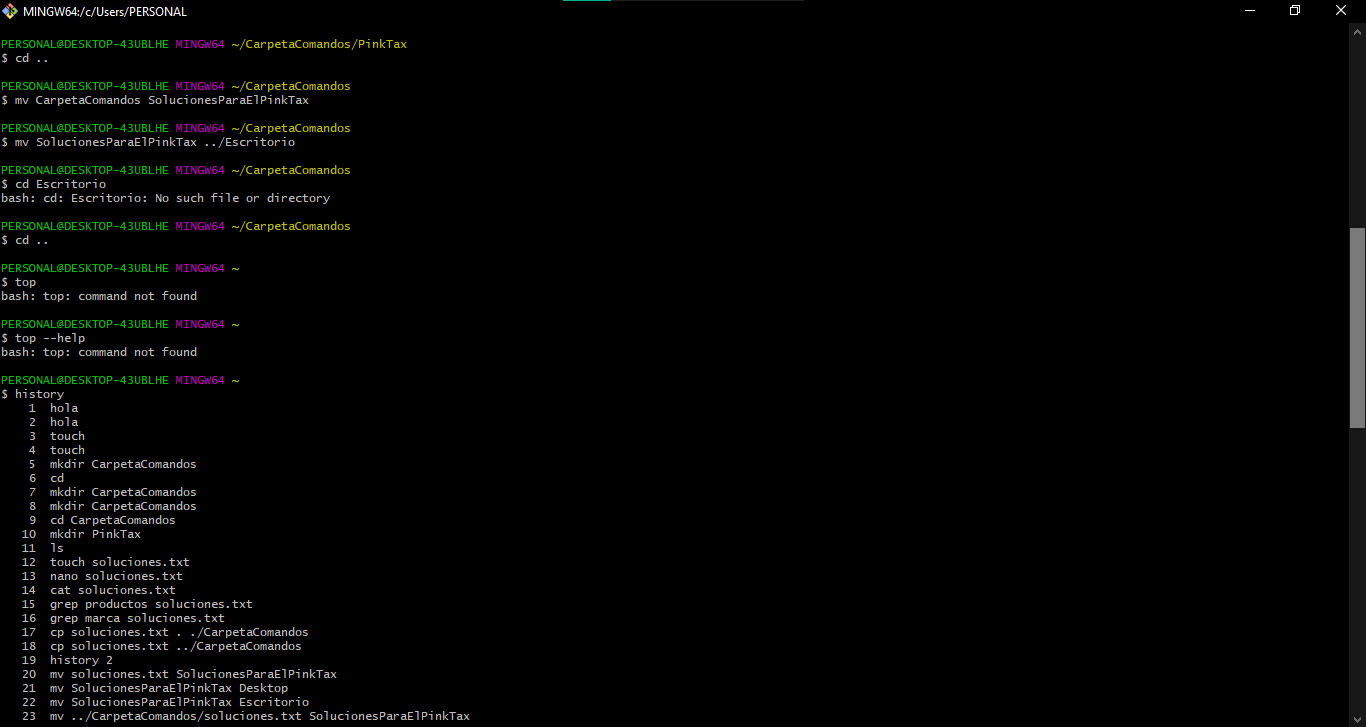 MINGW64:/c/Users/PERSONAL
PERSONAL@DESKTOP-43UBLHE MINGW64 ~/CarpetaComandos/PinkTax
$ cd ..
PERSONAL@DESKTOP-43UBLHE MINGW64 ~/CarpetaComandos
$ mv CarpetaComandos SolucionesParaElPinkTax
PERSONAL@DESKTOP-43UBLHE MINGW64 ~/CarpetaComandos
$ mv SolucionesParaElPinkTax ../Escritorio
PERSONAL@DESKTOP-43UBLHE MINGW64 ~/CarpetaComandos
$ cd Escritorio
bash: cd: Escritorio: No such file or directory
PERSONAL@DESKTOP-43UBLHE MINGW64 ~/CarpetaComandos
$ cd ..
PERSONAL@DESKTOP-43UBLHE MINGW64 ~
$ top
bash: top: command not found
PERSONAL@DESKTOP-43UBLHE MINGW64 ~
$ top --help
bash: top: command not found
PERSONAL@DESKTOP-43UBLHE MINGW64 ~
$ history
1 hola
2 hola
3 touch
4 touch
5 mkdir CarpetaComandos
6 cd
7 mkdir CarpetaComandos
8 mkdir CarpetaComandos
9 cd CarpetaComandos
10 mkdir PinkTax
11 ls
12 touch soluciones.txt
13 nano soluciones.txt
14 cat soluciones.txt
15 grep productos soluciones.txt
16 grep marca soluciones.txt
17 cp soluciones.txt . ./CarpetaComandos
18 cp soluciones.txt ../CarpetaComandos
19 history 2
20 mv soluciones.txt SolucionesParaElPinkTax
21 mv SolucionesParaElPinkTax Desktop
22 mv SolucionesParaElPinkTax Escritorio
23 mv ../CarpetaComandos/soluciones.txt SolucionesParaElPinkTax